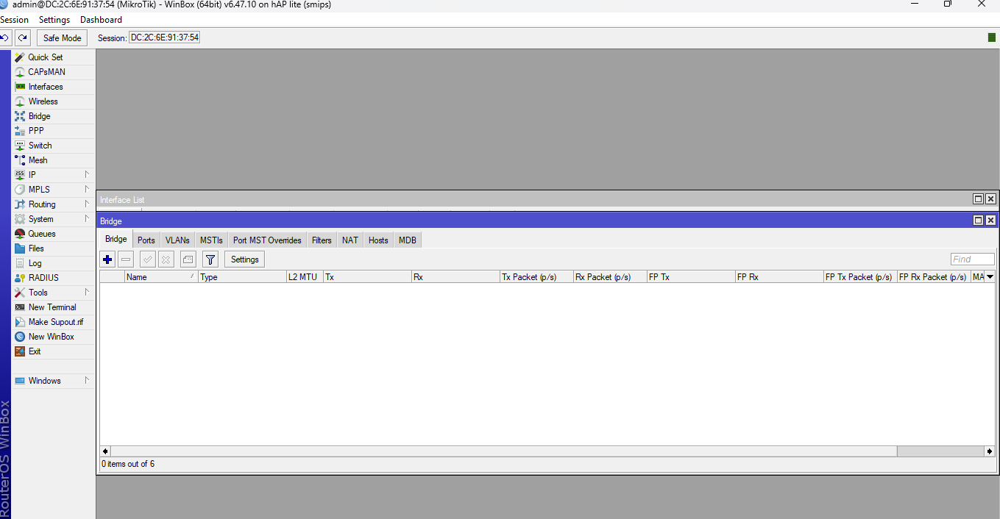 admin@DC:2C:6E:91:37:54 (MikroTik) - WinBox (64bit) v6.47.10 on hAP lite (smips)
Session Settings Dashboard
Safe Mode Session: DC:2C:6E:91:37:54
Quick Set
CAPsMAN
Interfaces
Wireless
Bridge
PPP
Switch
Mesh
255 IP
MPLS
Routing
System
Queues
Files
Log
RADIUS
Tools
New Terminal
Make Supout.rif
New WinBox
Exit
Windows
RouterOS WinBox
Interface List
Bridge
Bridge Ports VLANs MSTIs Port MST Overrides Filters NAT Hosts MDB
Settings Find
Name Type L2 MTU Tx Rx Tx Packet (p/s) Rx Packet (p/s) FP Tx FP Rx FP Tx Packet (p/s) FP Rx Packet (p/s) MA
0 items out of 6